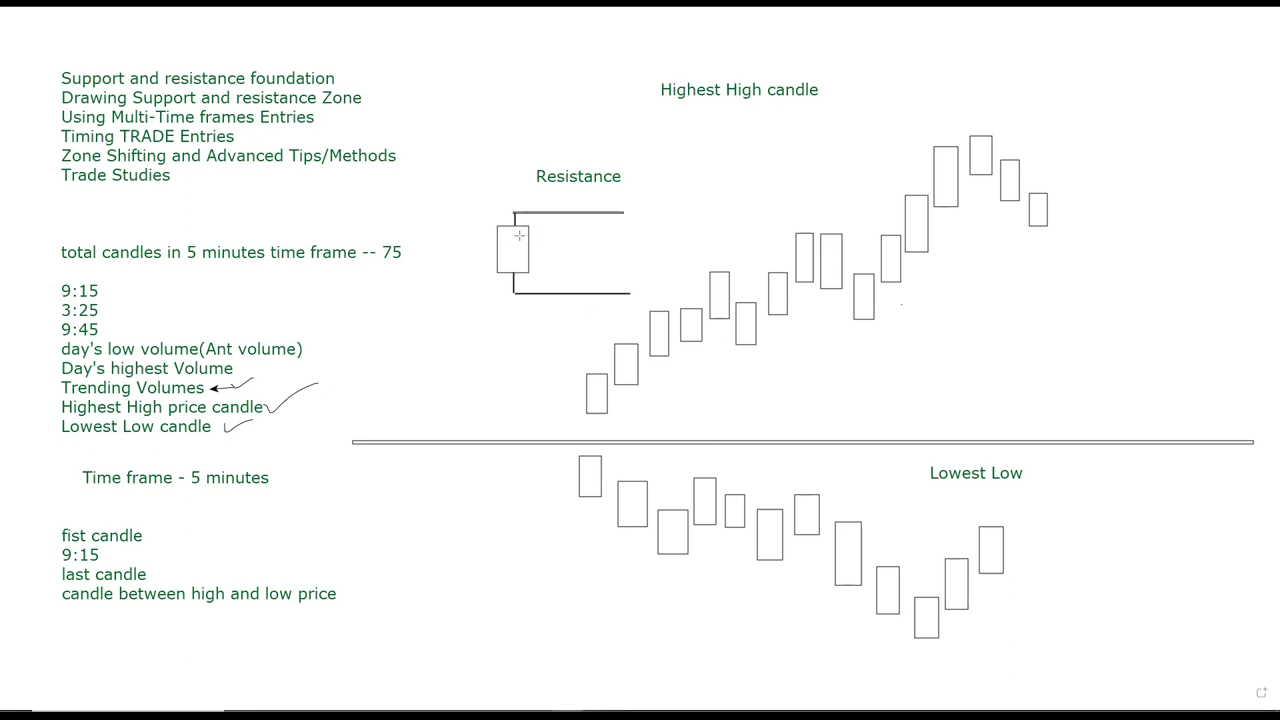 Support and resistance foundation
Drawing Support and resistance Zone
Using Multi-Time frames Entries
Timing TRADE Entries
Zone Shifting and Advanced Tips/Methods
Trade Studies
Highest High candle
Resistance
total candles in 5 minutes time frame -- 75
9:15
3:25
9:45
day's low volume(Ant volume)
Day's highest Volume
Trending Volumes
Highest High price candle
Lowest Low candle
Lowest Low
Time frame - 5 minutes
fist candle
9:15
last candle
candle between high and low price